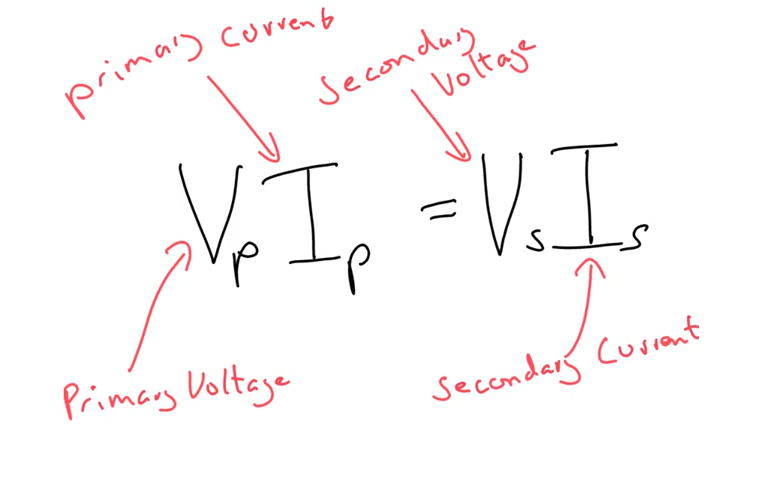 primary Current
Secondary
Voltage
VpIp = VsIs
Primary Voltage
Secondary Current